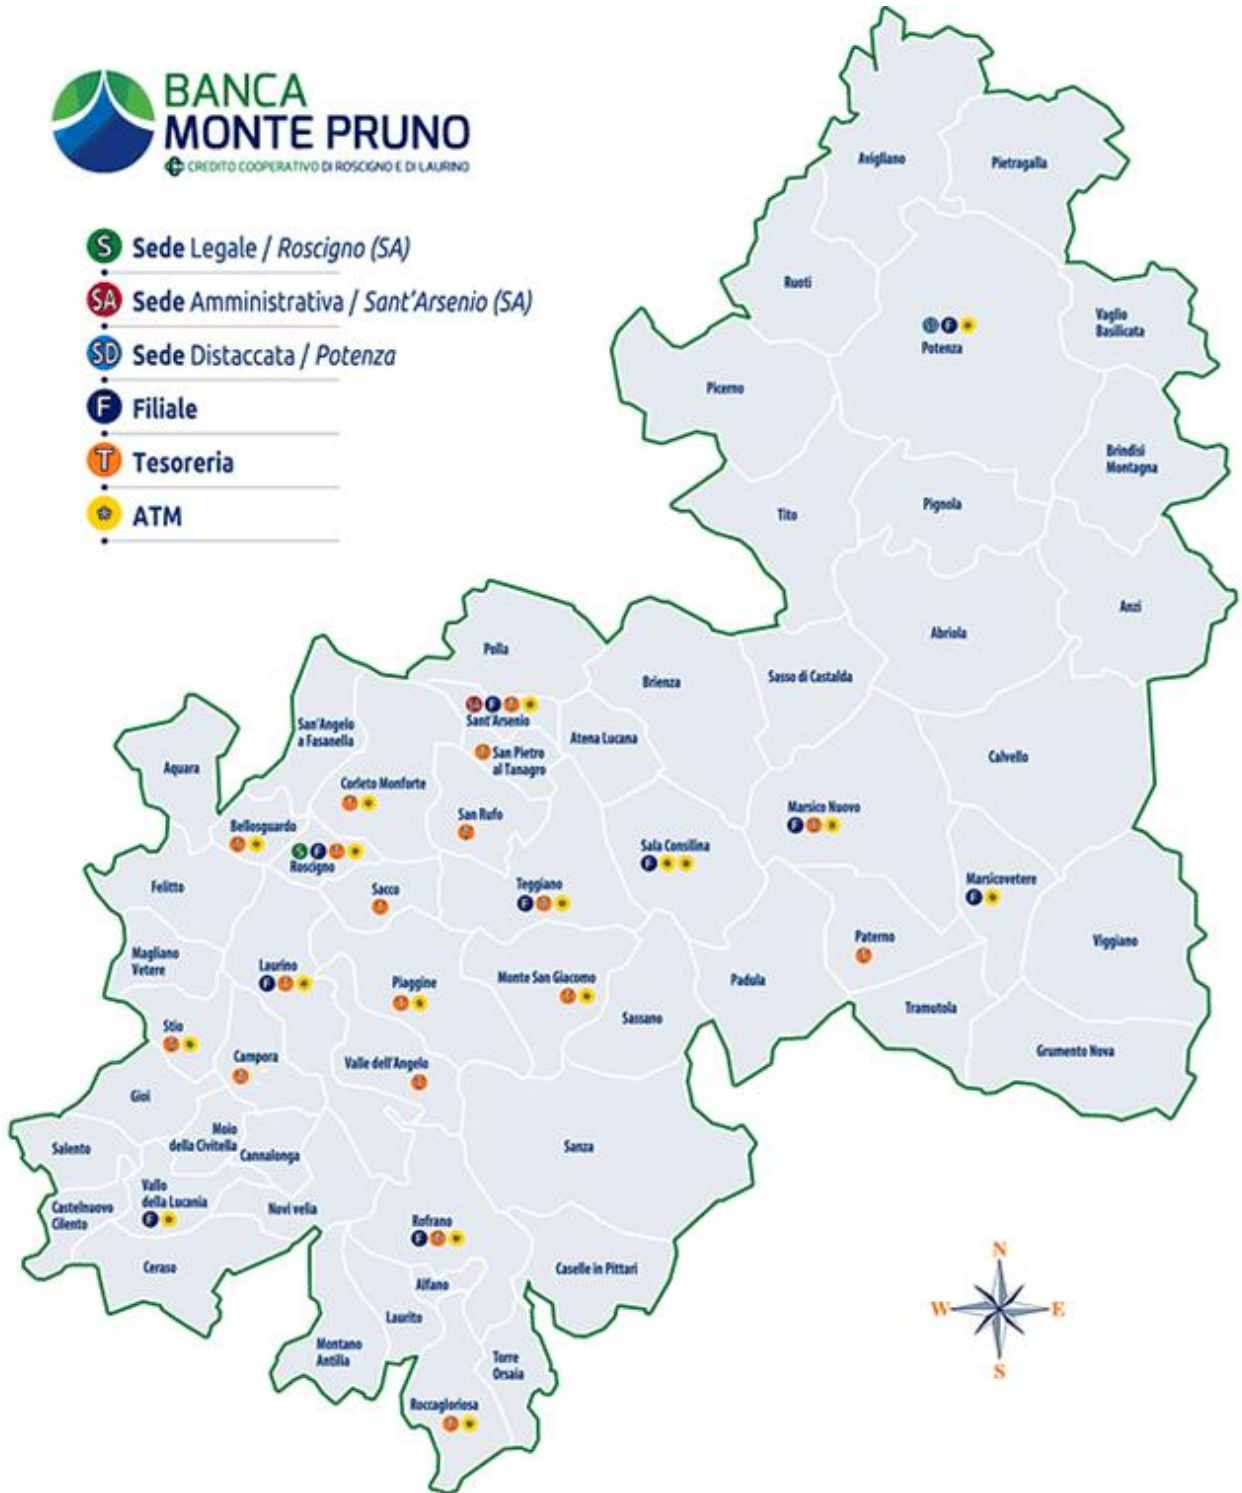 BANCA
MONTE PRUNO
CREDITO COOPERATIVO DI ROSCIGNO E DI LAURINO
S Sede Legale / Roscigno (SA)
SA Sede Amministrativa / Sant'Arsenio (SA)
SD Sede Distaccata / Potenza
F Filiale
T Tesoreria
* ATM
Avigliano
Pietragalla
Ruoti
Vaglio
Basilicata
SD F *
Potenza
Picerno
Brindisi
Montagna
Tito
Pignola
Anzi
Abriola
Polla
Brienza
Sasso di Castalda
SA F T *
Sant'Arsenio
San'Angelo
a Fasanella
Atena Lucana
San Pietro
al Tanagro
T
Calvello
Aquara
Corleto Monforte
T *
San Rufo
T
Marsico Nuovo
F T *
Bellosguardo
T *
S F T *
Roscigno
Sala Consilina
F * *
Felitto
Sacco
T
Teggiano
F T *
Marsicovetere
F *
Magliano
Vetere
Paterno
T
Viggiano
Laurino
F T *
Piaggine
T *
Monte San Giacomo
T *
Padula
Sassano
Tramutola
Stio
T *
Campora
T
Valle dell'Angelo
T
Grumento Nova
Gioi
Moio
della Civitella
Salento
Cannalonga
Sanza
Vallo
della Lucania
F *
Castelnuovo
Cilento
Novi velia
Rofrano
F T *
Ceraso
Alfano
Caselle in Pittari
Laurito
Montano
Antilia
Torre
Orsaia
Roccagloriosa
T *
N
W E
S